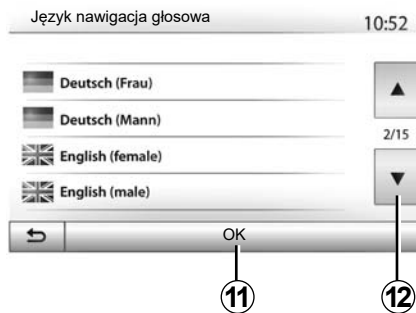 Język nawigacja głosowa
10:52
Deutsch (Frau)
Deutsch (Mann)
2/15
English (female)
English (male)
OK
11
12